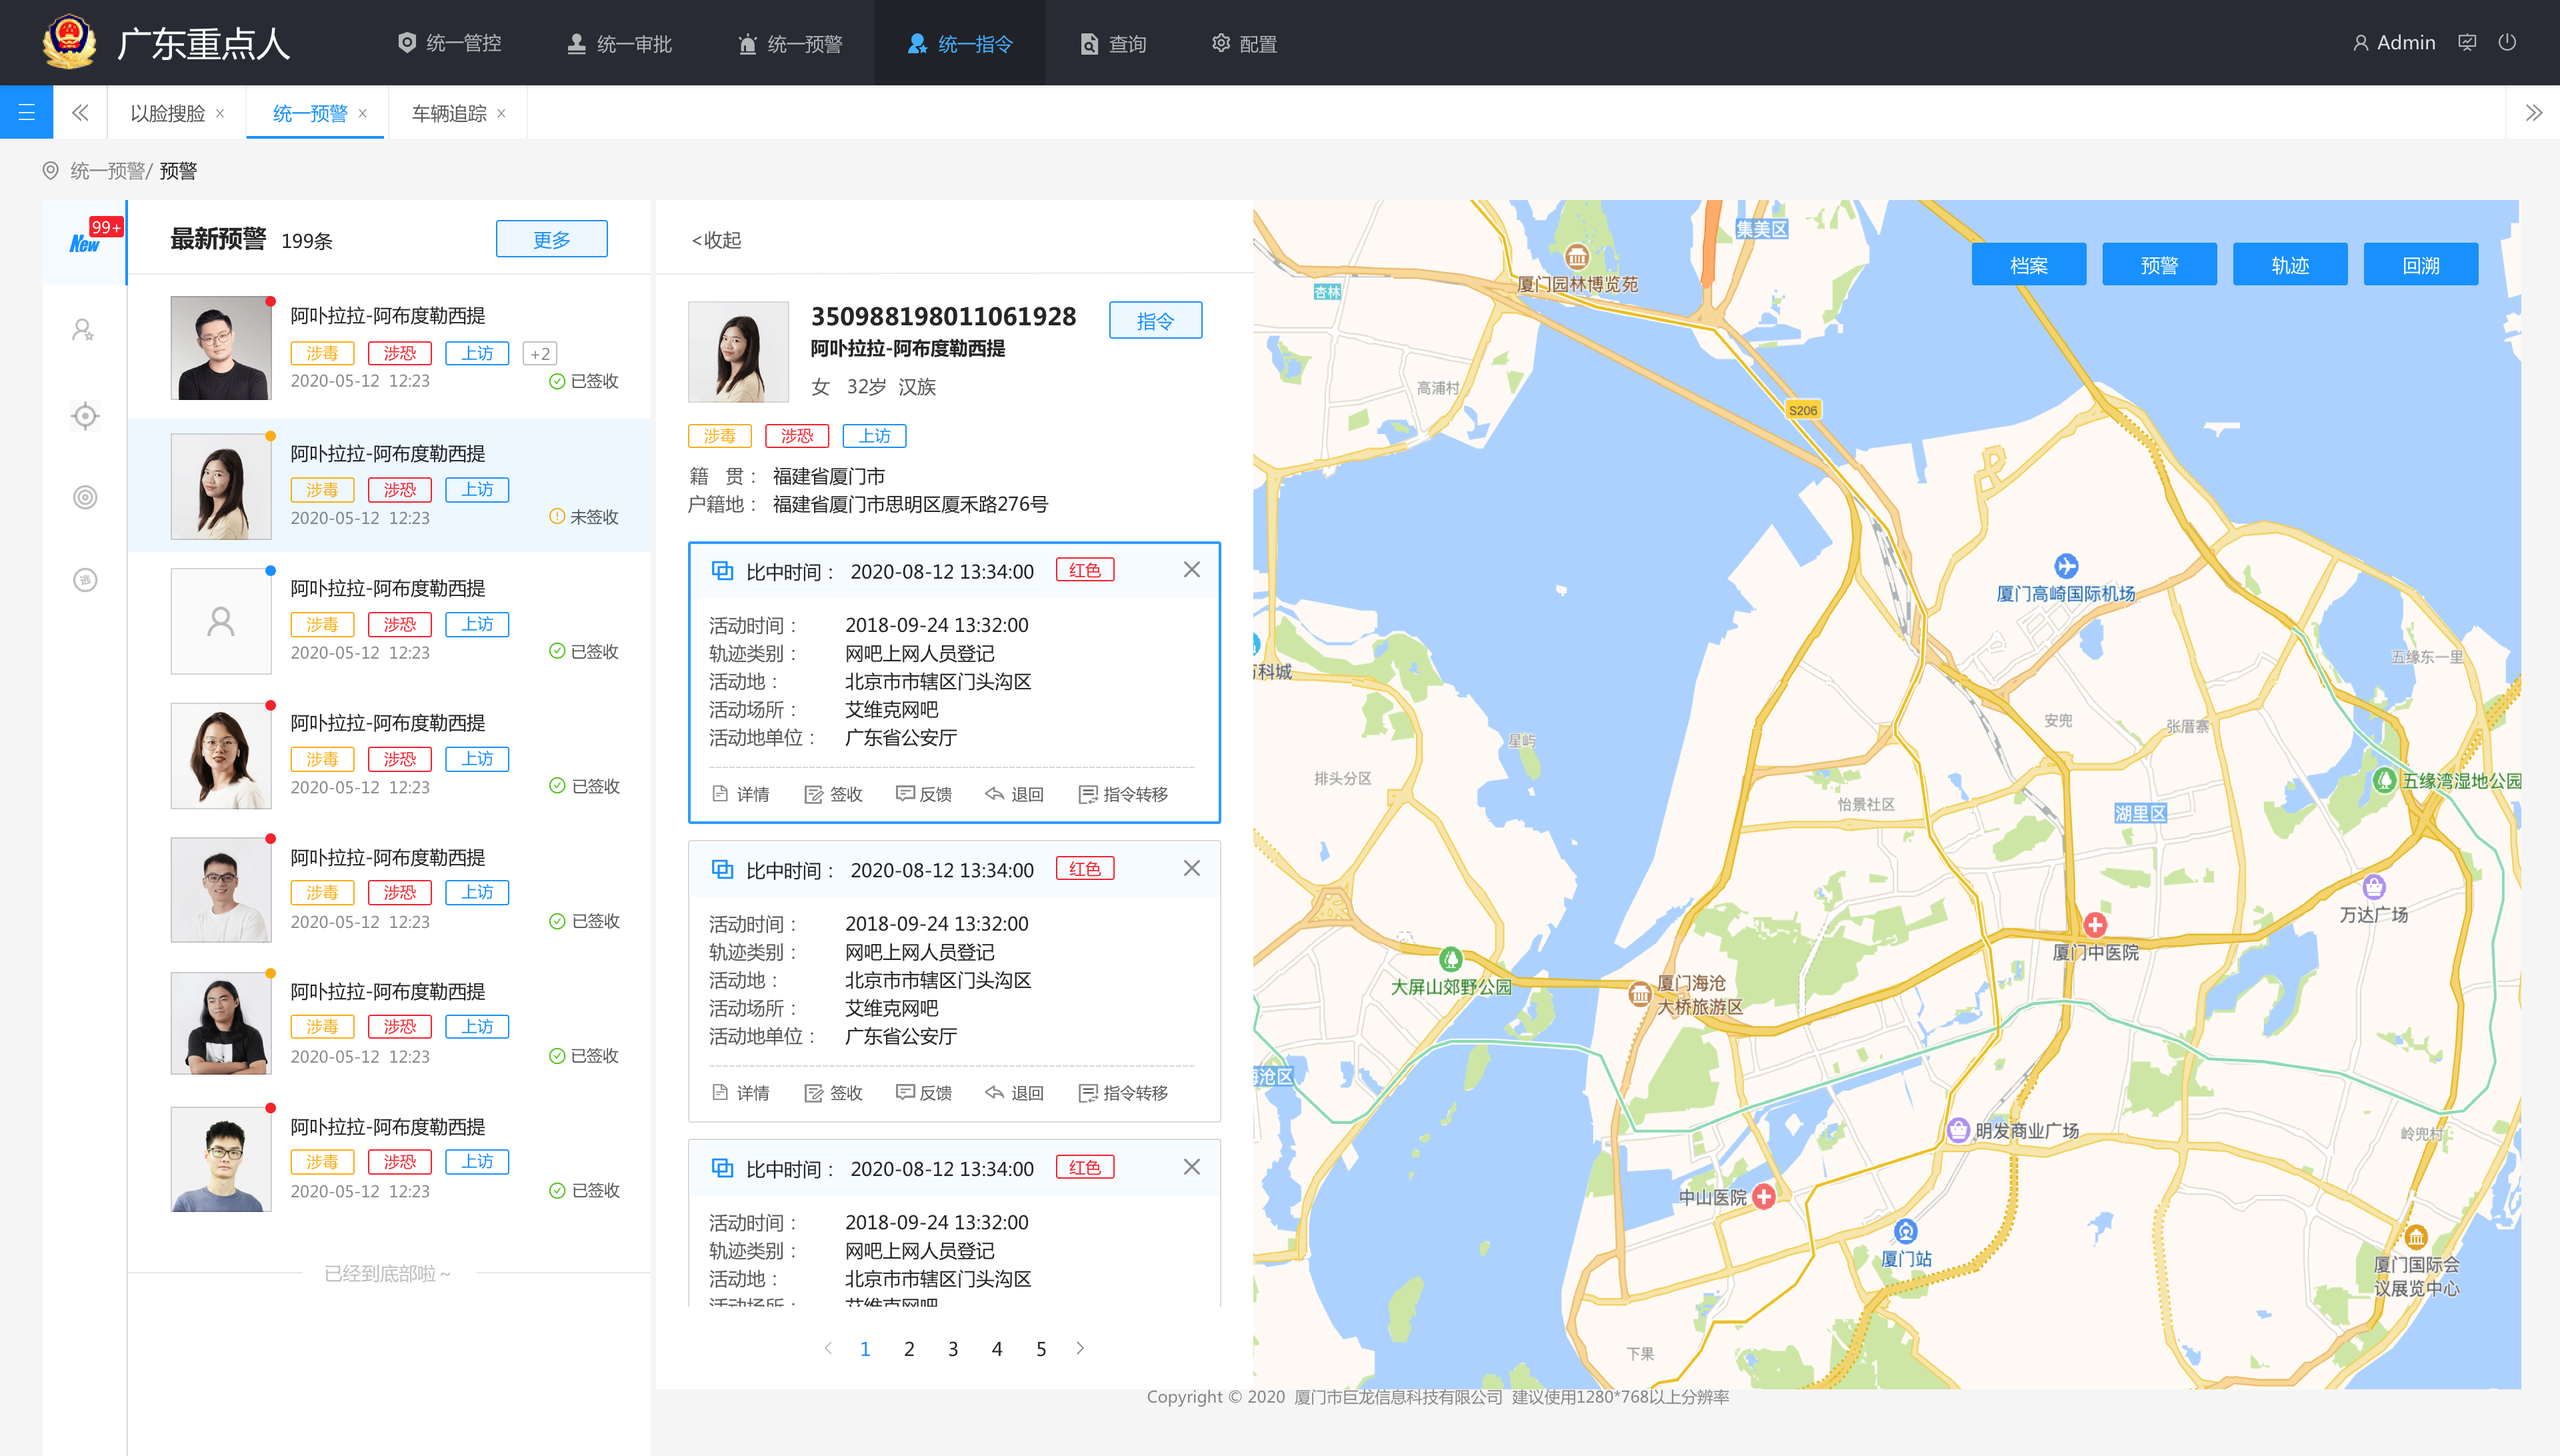 广东重点人
统一管控
统一审批
统一预警
统一指令
查询
配置
Admin
以脸搜脸
统一预警
车辆追踪
统一预警/ 预警
99+
New
逃
最新预警 199条
更多
阿卟拉拉-阿布度勒西提
涉毒 涉恐 上访 +2
2020-05-12 12:23 已签收
阿卟拉拉-阿布度勒西提
涉毒 涉恐 上访
2020-05-12 12:23 未签收
阿卟拉拉-阿布度勒西提
涉毒 涉恐 上访
2020-05-12 12:23 已签收
阿卟拉拉-阿布度勒西提
涉毒 涉恐 上访
2020-05-12 12:23 已签收
阿卟拉拉-阿布度勒西提
涉毒 涉恐 上访
2020-05-12 12:23 已签收
阿卟拉拉-阿布度勒西提
涉毒 涉恐 上访
2020-05-12 12:23 已签收
阿卟拉拉-阿布度勒西提
涉毒 涉恐 上访
2020-05-12 12:23 已签收
已经到底部啦～
<收起
350988198011061928
指令
阿卟拉拉-阿布度勒西提
女 32岁 汉族
涉毒 涉恐 上访
籍 贯： 福建省厦门市
户籍地： 福建省厦门市思明区厦禾路276号
比中时间： 2020-08-12 13:34:00 红色
活动时间： 2018-09-24 13:32:00
轨迹类别： 网吧上网人员登记
活动地： 北京市市辖区门头沟区
活动场所： 艾维克网吧
活动地单位： 广东省公安厅
详情 签收 反馈 退回 指令转移
比中时间： 2020-08-12 13:34:00 红色
活动时间： 2018-09-24 13:32:00
轨迹类别： 网吧上网人员登记
活动地： 北京市市辖区门头沟区
活动场所： 艾维克网吧
活动地单位： 广东省公安厅
详情 签收 反馈 退回 指令转移
比中时间： 2020-08-12 13:34:00 红色
活动时间： 2018-09-24 13:32:00
轨迹类别： 网吧上网人员登记
活动地： 北京市市辖区门头沟区
活动场所： 艾维克网吧
1 2 3 4 5
档案 预警 轨迹 回溯
集美区
厦门园林博览苑
杏林
高浦村
S206
厦门高崎国际机场
万科城
五缘东一里
安兜
张厝寨
星屿
排头分区
怡景社区
湖里区
五缘湾湿地公园
万达广场
厦门中医院
大屏山郊野公园
厦门海沧
大桥旅游区
海沧区
明发商业广场
岭兜村
中山医院
厦门站
厦门国际会
议展览中心
下果
Copyright © 2020 厦门市巨龙信息科技有限公司 建议使用1280*768以上分辨率